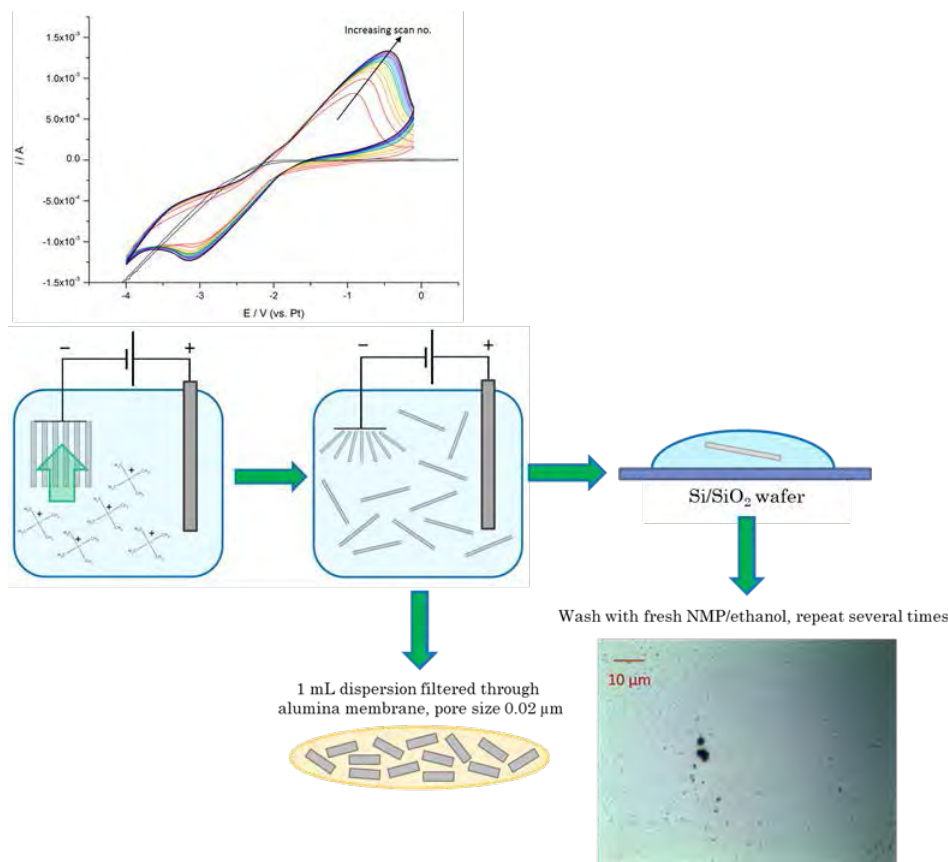 Increasing scan no.
1.5x10⁻³
1.0x10⁻³
5.0x10⁻⁴
0.0
-5.0x10⁻⁴
-1.0x10⁻³
-1.5x10⁻³
i / A
-4 -3 -2 -1 0
E / V (vs. Pt)
− +
− +
Si/SiO₂ wafer
Wash with fresh NMP/ethanol, repeat several times
10 µm
1 mL dispersion filtered through
alumina membrane, pore size 0.02 µm